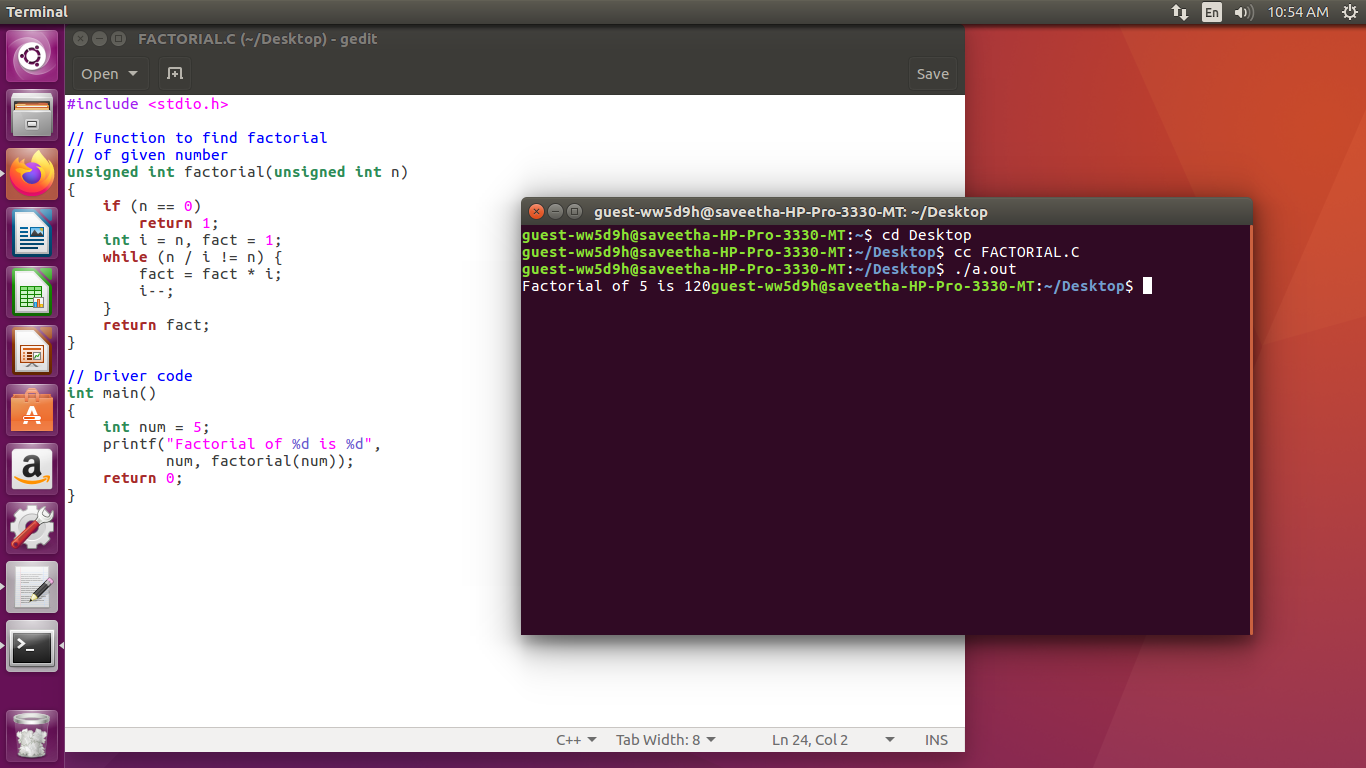 Terminal
En
10:54 AM
FACTORIAL.C (~/Desktop) - gedit
Open
Save
#include <stdio.h>
// Function to find factorial
// of given number
unsigned int factorial(unsigned int n)
{
    if (n == 0)
        return 1;
    int i = n, fact = 1;
    while (n / i != n) {
        fact = fact * i;
        i--;
    }
    return fact;
}
// Driver code
int main()
{
    int num = 5;
    printf("Factorial of %d is %d",
           num, factorial(num));
    return 0;
}
C++
Tab Width: 8
Ln 24, Col 2
INS
guest-ww5d9h@saveetha-HP-Pro-3330-MT: ~/Desktop
guest-ww5d9h@saveetha-HP-Pro-3330-MT:~$ cd Desktop
guest-ww5d9h@saveetha-HP-Pro-3330-MT:~/Desktop$ cc FACTORIAL.C
guest-ww5d9h@saveetha-HP-Pro-3330-MT:~/Desktop$ ./a.out
Factorial of 5 is 120guest-ww5d9h@saveetha-HP-Pro-3330-MT:~/Desktop$